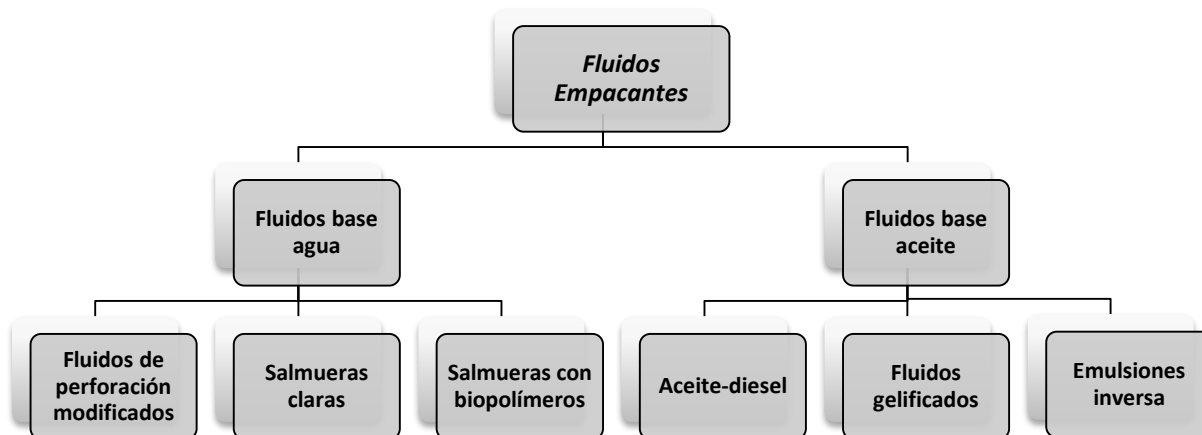 Fluidos
Empacantes
Fluidos base
agua
Fluidos base
aceite
Fluidos de
perforación
modificados
Salmueras
claras
Salmueras con
biopolímeros
Aceite-diesel
Fluidos
gelificados
Emulsiones
inversa